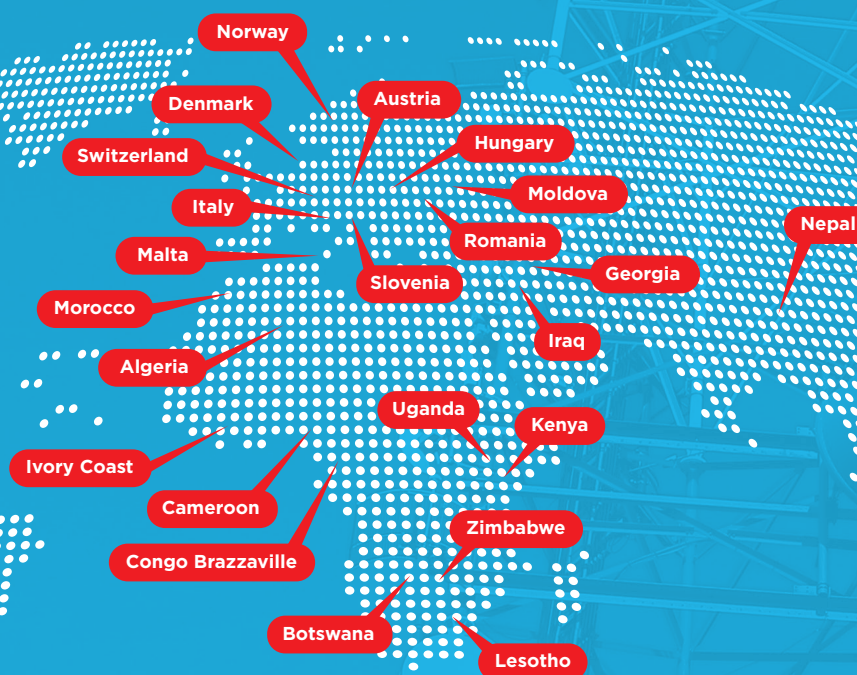 Norway
Denmark
Austria
Switzerland
Hungary
Italy
Moldova
Nepal
Romania
Malta
Georgia
Slovenia
Morocco
Iraq
Algeria
Uganda
Kenya
Ivory Coast
Cameroon
Zimbabwe
Congo Brazzaville
Botswana
Lesotho